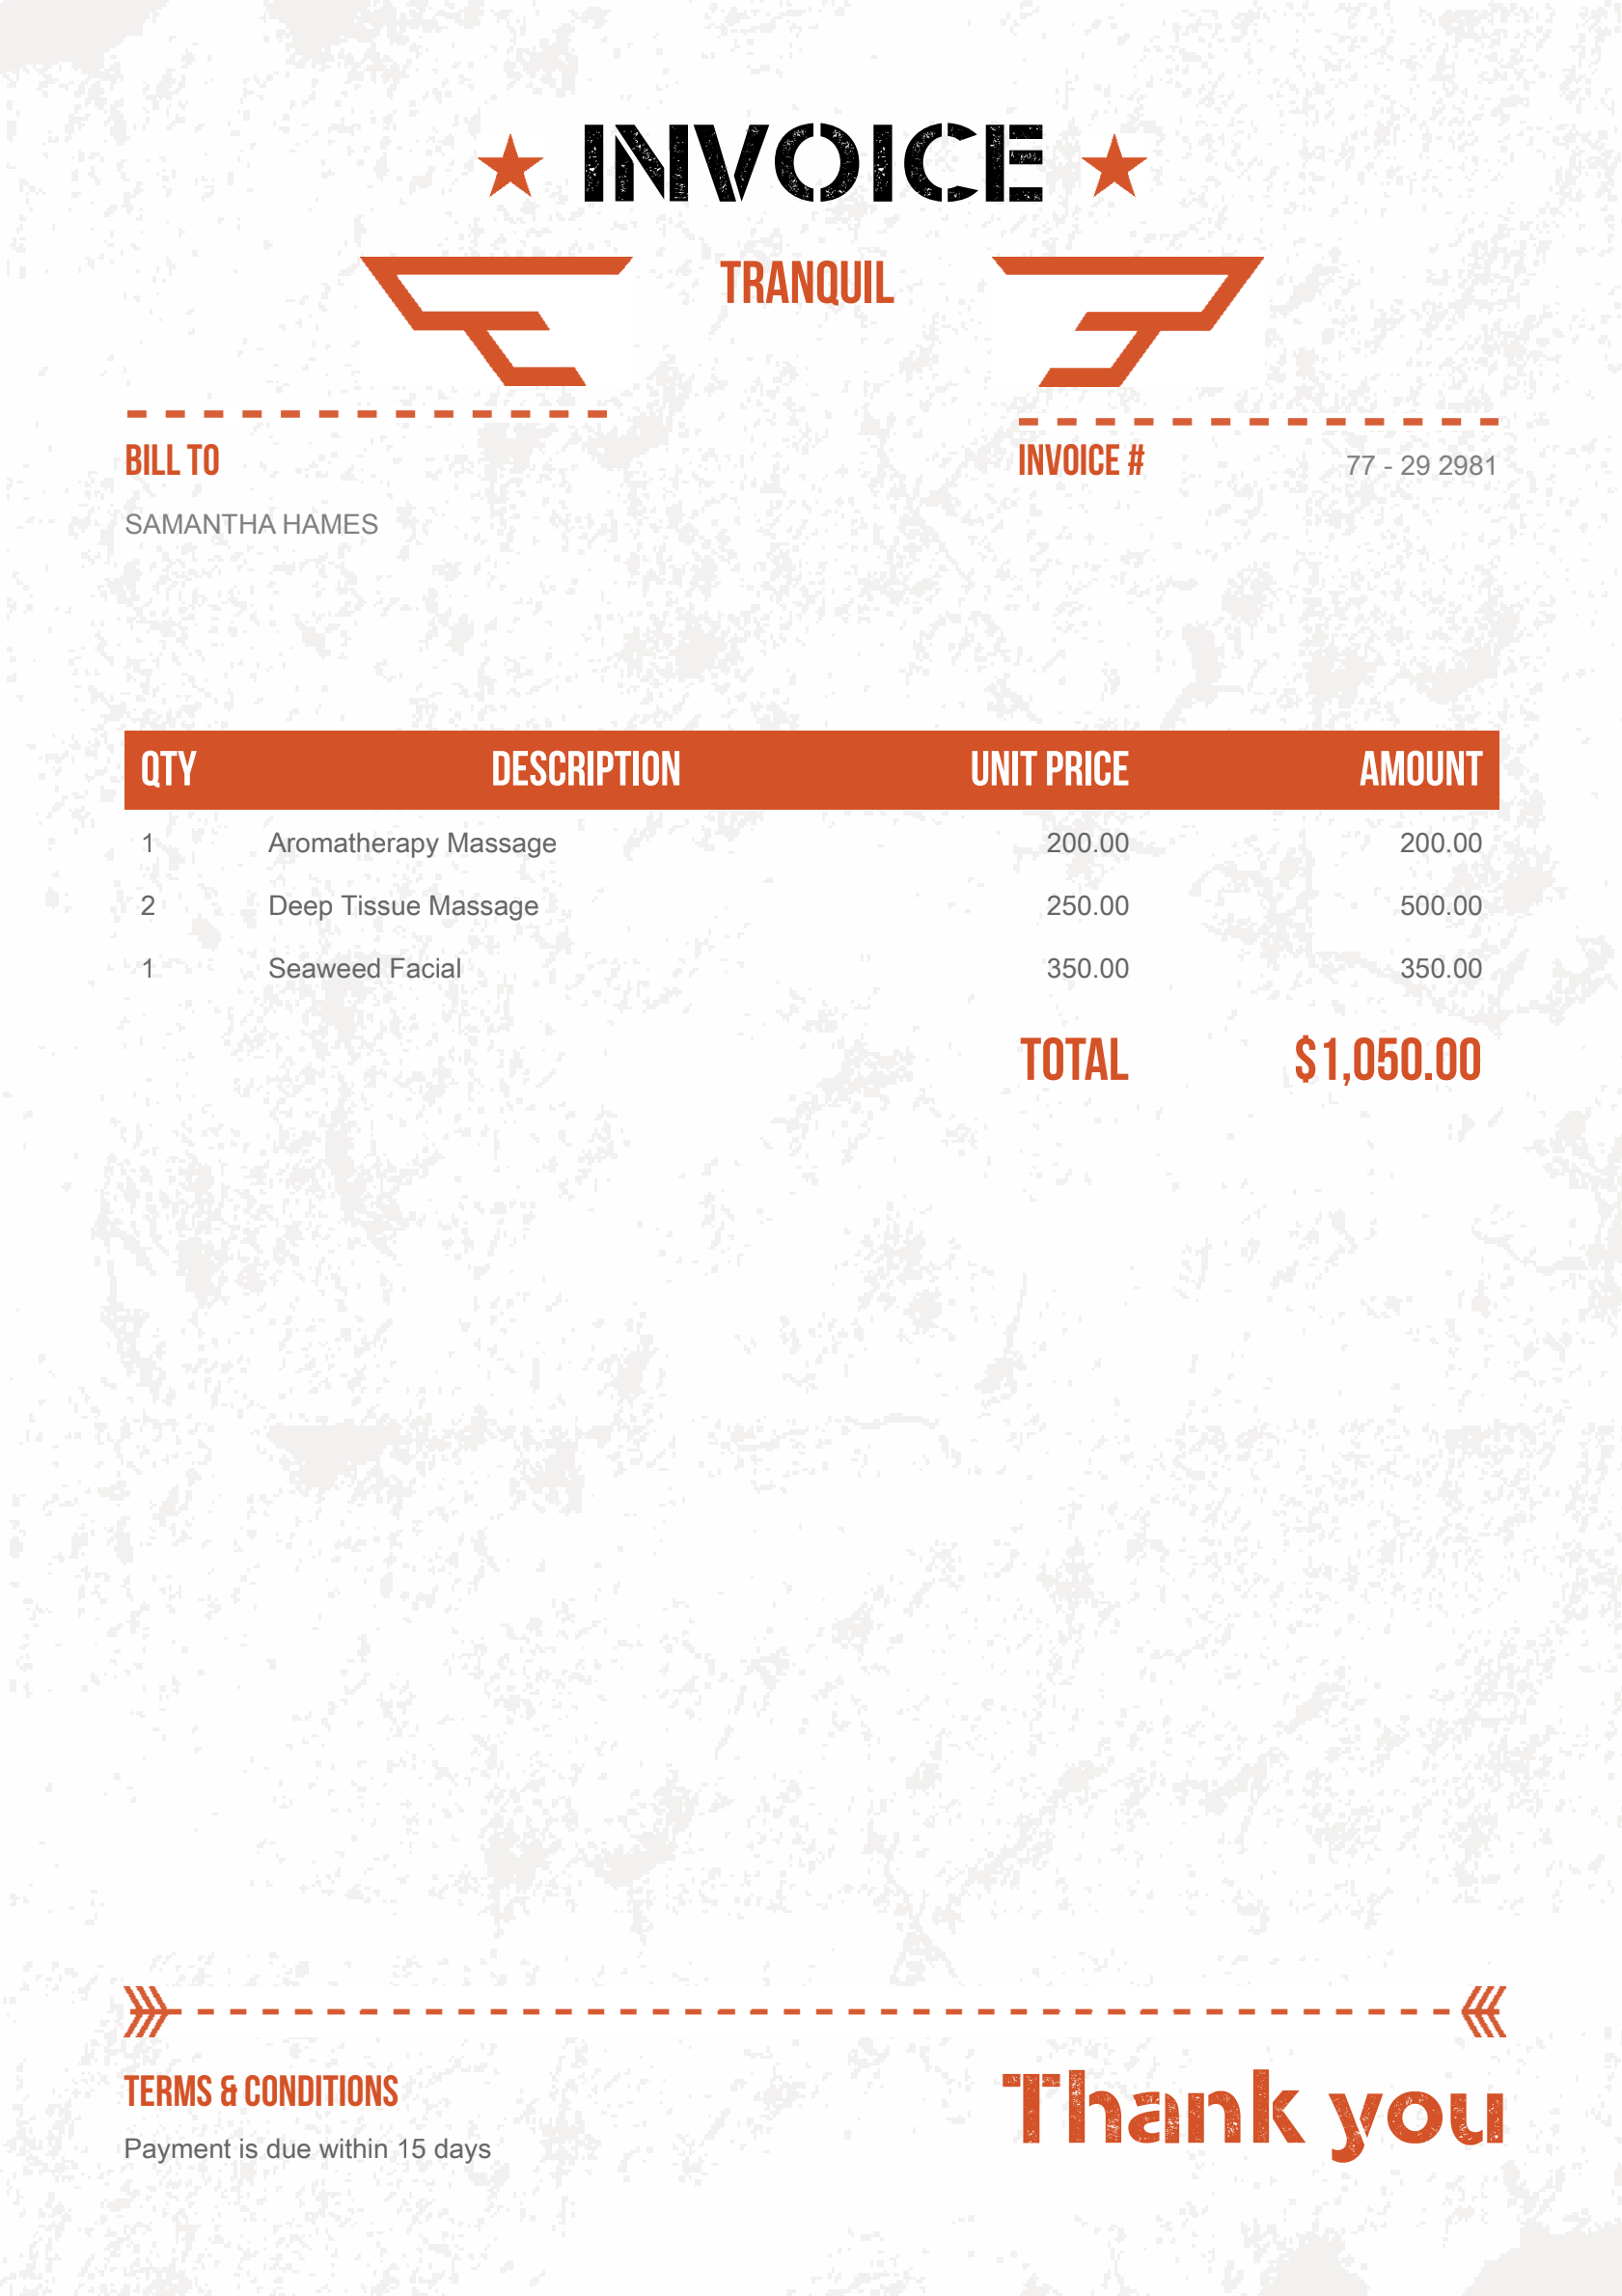 INVOICE
TRANQUIL
BILL TO
INVOICE # 77 - 29 2981
SAMANTHA HAMES
QTY DESCRIPTION UNIT PRICE AMOUNT
1 Aromatherapy Massage 200.00 200.00
2 Deep Tissue Massage 250.00 500.00
1 Seaweed Facial 350.00 350.00
TOTAL $1,050.00
TERMS & CONDITIONS
Payment is due within 15 days
Thank you